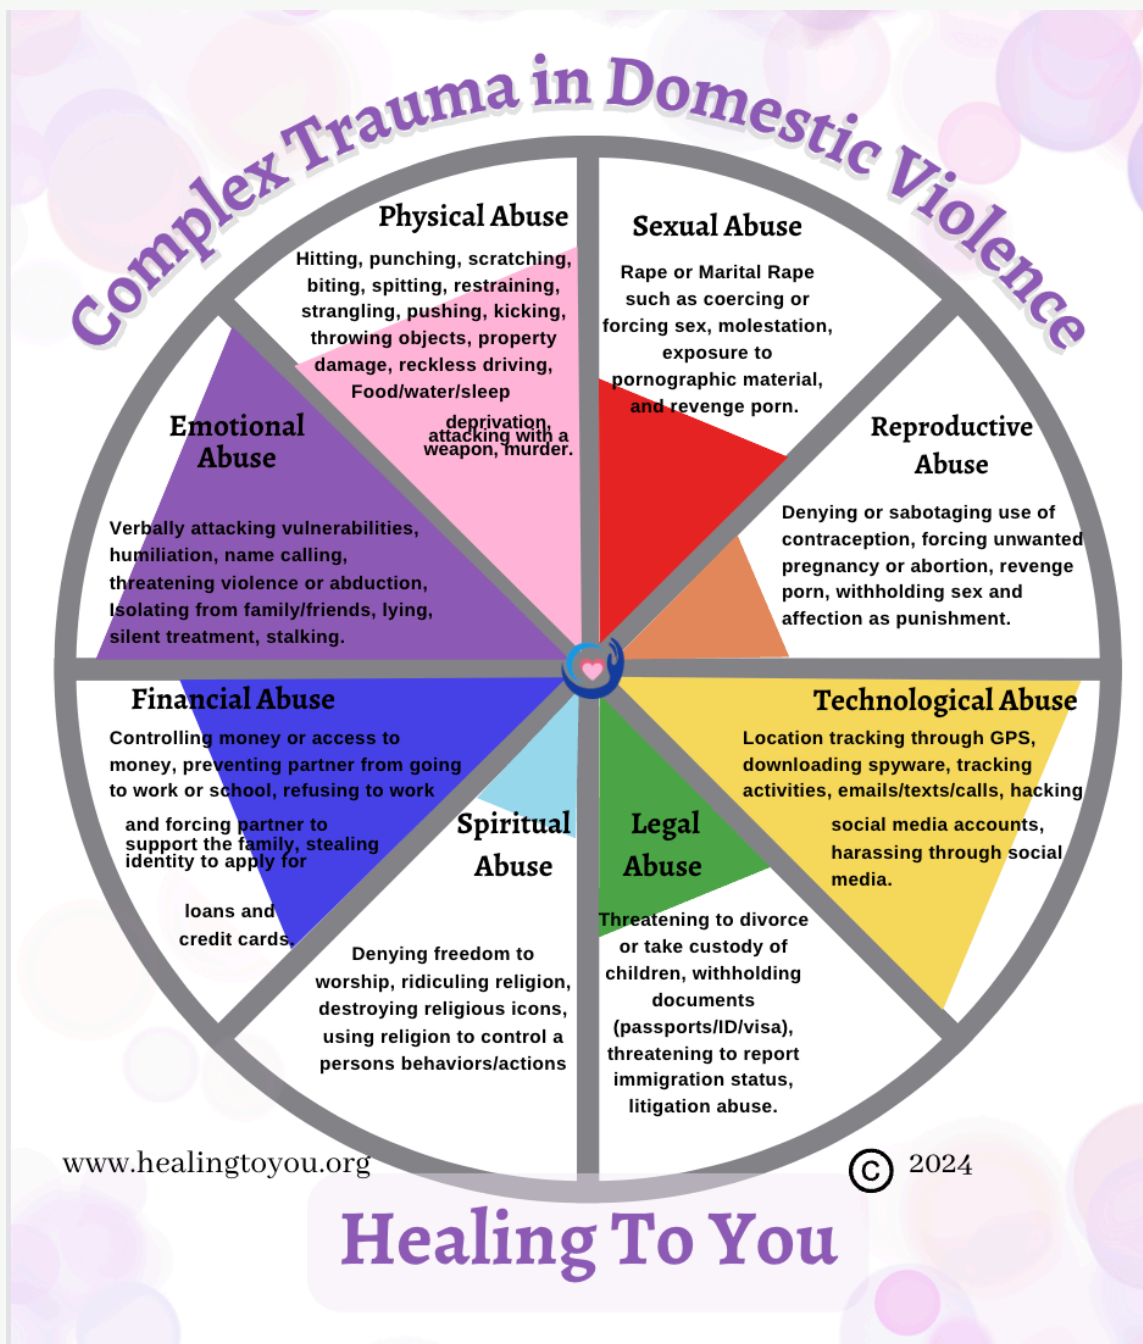 Complex Trauma in Domestic Violence
Physical Abuse
Hitting, punching, scratching,
biting, spitting, restraining,
strangling, pushing, kicking,
throwing objects, property
damage, reckless driving,
Food/water/sleep
deprivation,
attacking with a
weapon, murder.
Sexual Abuse
Rape or Marital Rape
such as coercing or
forcing sex, molestation,
exposure to
pornographic material,
and revenge porn.
Emotional
Abuse
Verbally attacking vulnerabilities,
humiliation, name calling,
threatening violence or abduction,
Isolating from family/friends, lying,
silent treatment, stalking.
Reproductive
Abuse
Denying or sabotaging use of
contraception, forcing unwanted
pregnancy or abortion, revenge
porn, withholding sex and
affection as punishment.
Financial Abuse
Controlling money or access to
money, preventing partner from going
to work or school, refusing to work
and forcing partner to
support the family, stealing
identity to apply for
loans and
credit cards.
Technological Abuse
Location tracking through GPS,
downloading spyware, tracking
activities, emails/texts/calls, hacking
social media accounts,
harassing through social
media.
Spiritual
Abuse
Denying freedom to
worship, ridiculing religion,
destroying religious icons,
using religion to control a
persons behaviors/actions
Legal
Abuse
Threatening to divorce
or take custody of
children, withholding
documents
(passports/ID/visa),
threatening to report
immigration status,
litigation abuse.
www.healingtoyou.org
© 2024
Healing To You